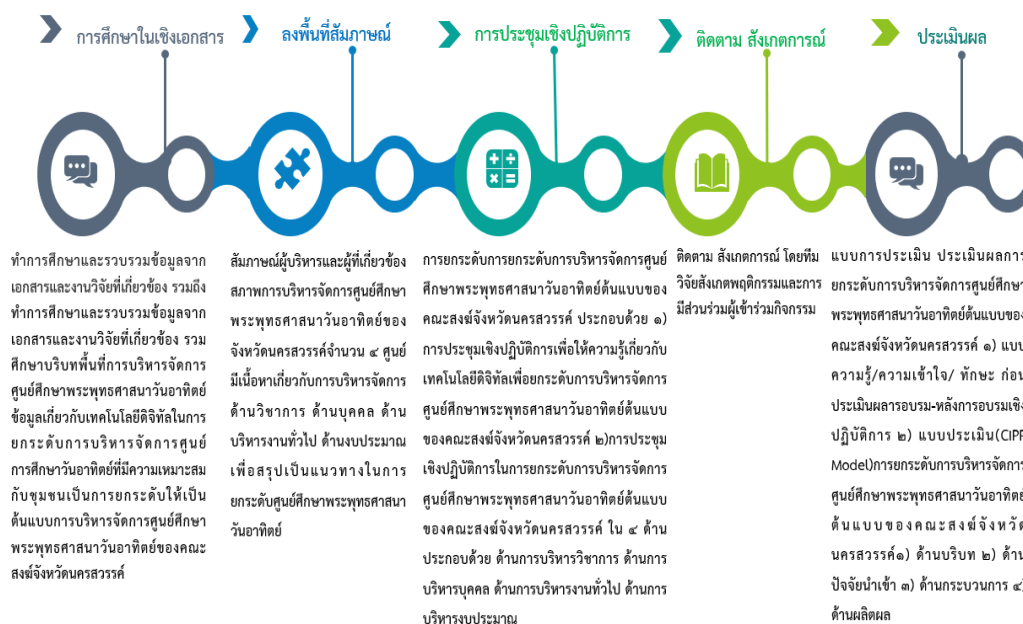 การศึกษาในเชิงเอกสาร
ลงพื้นที่สัมภาษณ์
การประชุมเชิงปฏิบัติการ
ติดตาม สังเกตการณ์
ประเมินผล
ทำการศึกษาและรวบรวมข้อมูลจาก
เอกสารและงานวิจัยที่เกี่ยวข้อง รวมถึง
ทำการศึกษาและรวบรวมข้อมูลจาก
เอกสารและงานวิจัยที่เกี่ยวข้อง รวม
ศึกษาบริบทพื้นที่การบริหารจัดการ
ศูนย์ศึกษาพระพุทธศาสนาวันอาทิตย์
ข้อมูลเกี่ยวกับเทคโนโลยีดิจิทัลในการ
ยกระดับการบริหารจัดการศูนย์
การศึกษาวันอาทิตย์ที่มีความเหมาะสม
กับชุมชนเป็นการยกระดับให้เป็น
ต้นแบบการบริหารจัดการศูนย์ศึกษา
พระพุทธศาสนาวันอาทิตย์ของคณะ
สงฆ์จังหวัดนครสวรรค์
สัมภาษณ์ผู้บริหารและผู้ที่เกี่ยวข้อง
สภาพการบริหารจัดการศูนย์ศึกษา
พระพุทธศาสนาวันอาทิตย์ของ
จังหวัดนครสวรรค์จำนวน ๔ ศูนย์
มีเนื้อหาเกี่ยวกับการบริหารจัดการ
ด้านวิชาการ ด้านบุคคล ด้าน
บริหารงานทั่วไป ด้านงบประมาณ
เพื่อสรุปเป็นแนวทางในการ
ยกระดับศูนย์ศึกษาพระพุทธศาสนา
วันอาทิตย์
การยกระดับการยกระดับการบริหารจัดการศูนย์
ศึกษาพระพุทธศาสนาวันอาทิตย์ต้นแบบของ
คณะสงฆ์จังหวัดนครสวรรค์ ประกอบด้วย ๑)
การประชุมเชิงปฏิบัติการเพื่อให้ความรู้เกี่ยวกับ
เทคโนโลยีดิจิทัลเพื่อยกระดับการบริหารจัดการ
ศูนย์ศึกษาพระพุทธศาสนาวันอาทิตย์ต้นแบบ
ของคณะสงฆ์จังหวัดนครสวรรค์ ๒)การประชุม
เชิงปฏิบัติการในการยกระดับการบริหารจัดการ
ศูนย์ศึกษาพระพุทธศาสนาวันอาทิตย์ต้นแบบ
ของคณะสงฆ์จังหวัดนครสวรรค์ ใน ๔ ด้าน
ประกอบด้วย ด้านการบริหารวิชาการ ด้านการ
บริหารบุคคล ด้านการบริหารงานทั่วไป ด้านการ
บริหารงบประมาณ
ติดตาม สังเกตการณ์ โดยทีม
วิจัยสังเกตพฤติกรรมและการ
มีส่วนร่วมผู้เข้าร่วมกิจกรรม
แบบการประเมิน ประเมินผลการ
ยกระดับการบริหารจัดการศูนย์ศึกษา
พระพุทธศาสนาวันอาทิตย์ต้นแบบของ
คณะสงฆ์จังหวัดนครสวรรค์ ๑) แบบ
ความรู้/ความเข้าใจ/ ทักษะ ก่อน
ประเมินผลารอบรม-หลังการอบรมเชิง
ปฏิบัติการ ๒) แบบประเมิน(CIPP
Model)การยกระดับการบริหารจัดการ
ศูนย์ศึกษาพระพุทธศาสนาวันอาทิตย์
ต้นแบบของคณะสงฆ์จังหวัด
นครสวรรค์๑) ด้านบริบท ๒) ด้าน
ปัจจัยนำเข้า ๓) ด้านกระบวนการ ๔)
ด้านผลิตผล